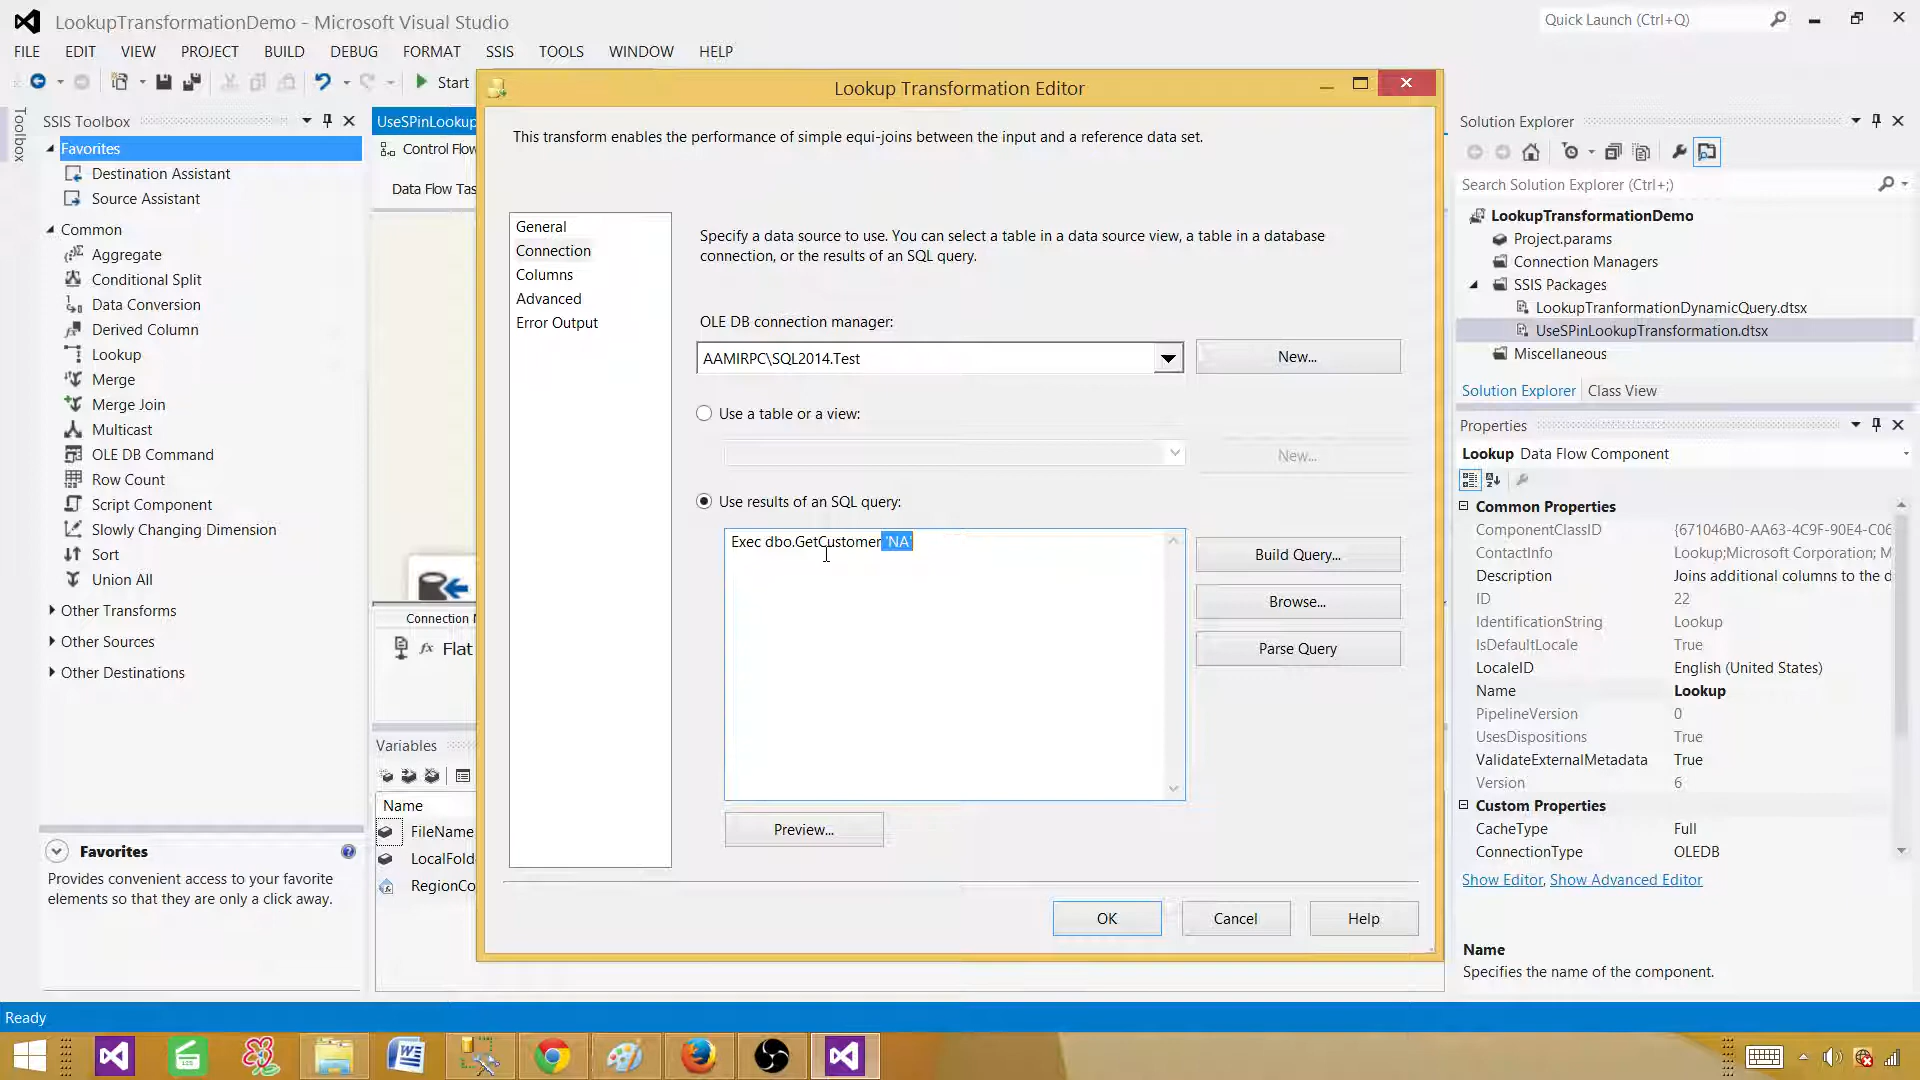 LookupTransformationDemo - Microsoft Visual Studio
Quick Launch (Ctrl+Q)
FILE EDIT VIEW PROJECT BUILD DEBUG FORMAT SSIS TOOLS WINDOW HELP
Start
Toolbox
SSIS Toolbox
Favorites
Destination Assistant
Source Assistant
Common
Aggregate
Conditional Split
Data Conversion
Derived Column
Lookup
Merge
Merge Join
Multicast
OLE DB Command
Row Count
Script Component
Slowly Changing Dimension
Sort
Union All
Other Transforms
Other Sources
Other Destinations
Favorites
Provides convenient access to your favorite
elements so that they are only a click away.
UseSPinLookup
Control Flow
Data Flow Tas
Connection
fx Flat
Variables
Name
FileName
LocalFold
RegionCo
Lookup Transformation Editor
This transform enables the performance of simple equi-joins between the input and a reference data set.
General
Connection
Columns
Advanced
Error Output
Specify a data source to use. You can select a table in a data source view, a table in a database
connection, or the results of an SQL query.
OLE DB connection manager:
AAMIRPC\SQL2014.Test
New...
Use a table or a view:
New...
Use results of an SQL query:
Exec dbo.GetCustomer 'NA'
Build Query...
Browse...
Parse Query
Preview...
OK
Cancel
Help
Solution Explorer
Search Solution Explorer (Ctrl+;)
LookupTransformationDemo
Project.params
Connection Managers
SSIS Packages
LookupTranformationDynamicQuery.dtsx
UseSPinLookupTransformation.dtsx
Miscellaneous
Solution Explorer Class View
Properties
Lookup Data Flow Component
Common Properties
ComponentClassID {671046B0-AA63-4C9F-90E4-C06
ContactInfo Lookup;Microsoft Corporation; M
Description Joins additional columns to the d
ID 22
IdentificationString Lookup
IsDefaultLocale True
LocaleID English (United States)
Name Lookup
PipelineVersion 0
UsesDispositions True
ValidateExternalMetadata True
Version 6
Custom Properties
CacheType Full
ConnectionType OLEDB
Show Editor, Show Advanced Editor
Name
Specifies the name of the component.
Ready